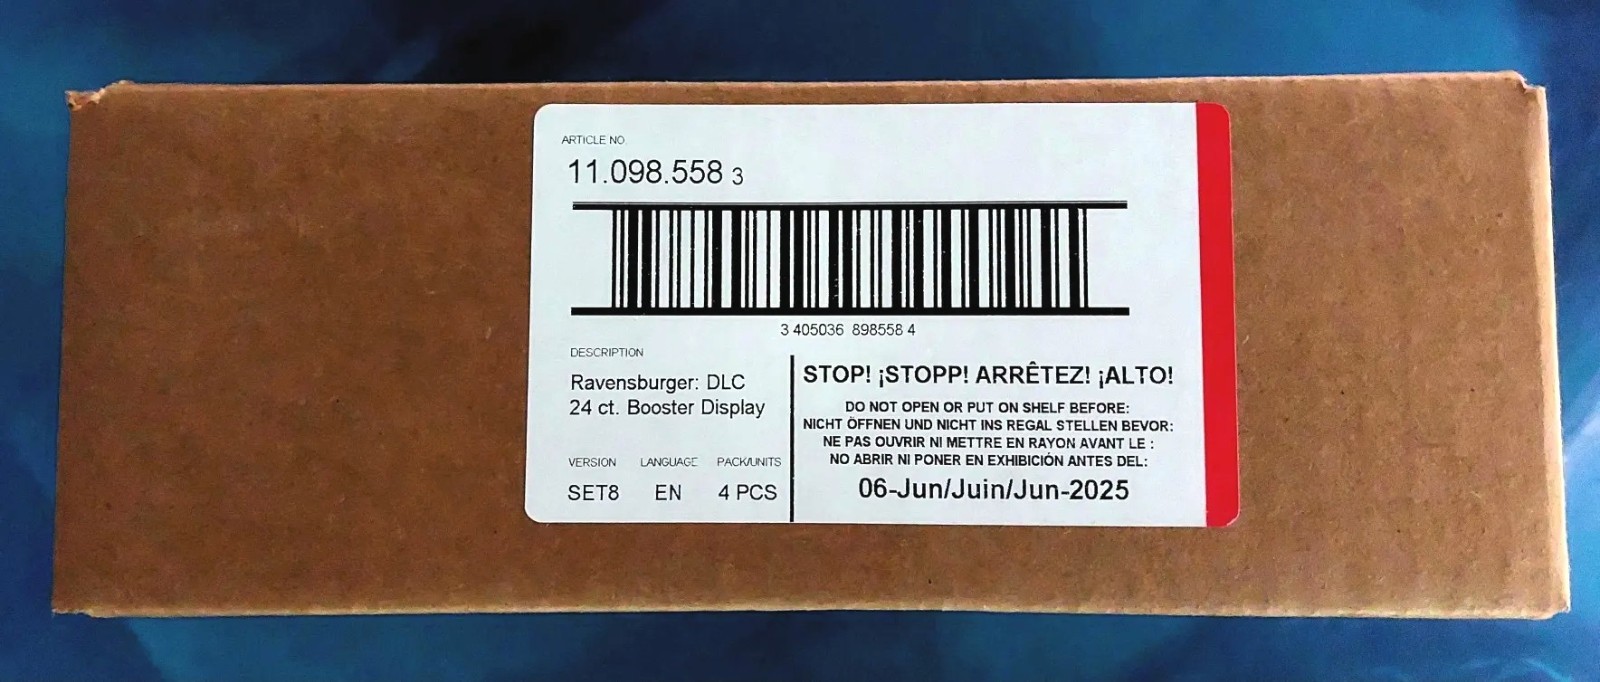 ARTICLE NO.
11.098.558 3
3 405036 898558 4
DESCRIPTION
Ravensburger: DLC
24 ct. Booster Display
VERSION LANGUAGE PACK/UNITS
SET8 EN 4 PCS
STOP! ¡STOPP! ARRÊTEZ! ¡ALTO!
DO NOT OPEN OR PUT ON SHELF BEFORE:
NICHT ÖFFNEN UND NICHT INS REGAL STELLEN BEVOR:
NE PAS OUVRIR NI METTRE EN RAYON AVANT LE :
NO ABRIR NI PONER EN EXHIBICIÓN ANTES DEL:
06-Jun/Juin/Jun-2025